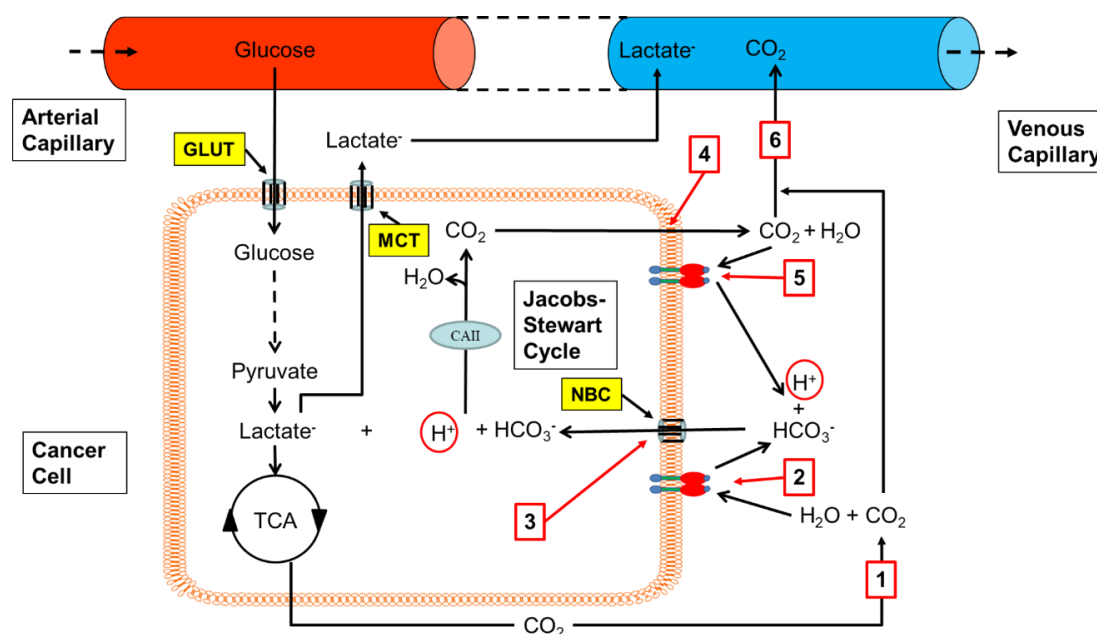 Glucose
Lactate⁻
CO₂
Arterial
Capillary
Venous
Capillary
GLUT
Lactate⁻
4
6
MCT
CO₂
CO₂ + H₂O
Glucose
H₂O
5
Jacobs-
Stewart
Cycle
CAII
Pyruvate
NBC
H⁺
+
Lactate⁻ + H⁺ + HCO₃⁻
HCO₃⁻
Cancer
Cell
2
3
TCA
H₂O + CO₂
1
CO₂